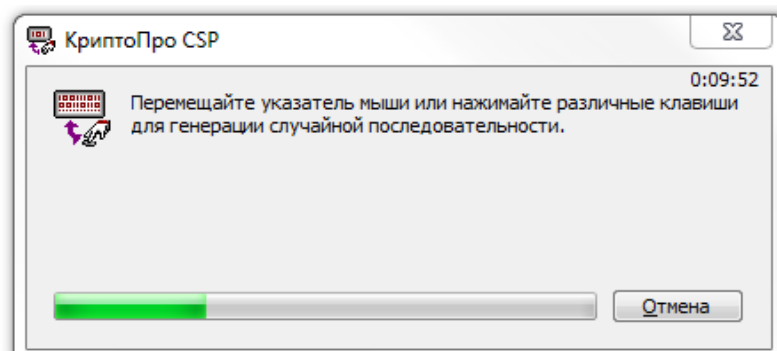 КриптоПро CSP
0:09:52
Перемещайте указатель мыши или нажимайте различные клавиши
для генерации случайной последовательности.
Отмена